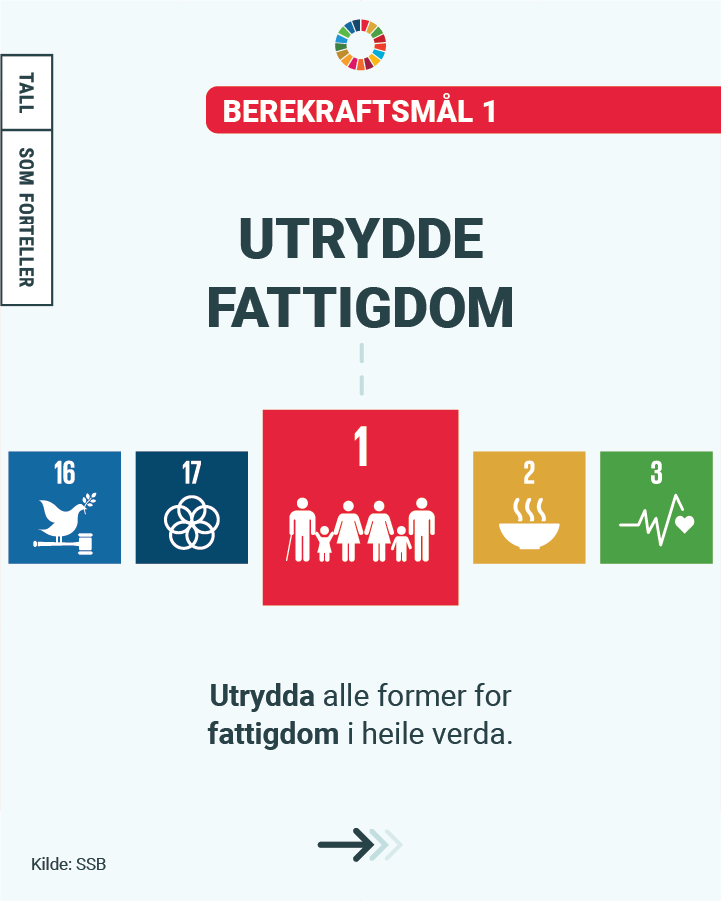 TALL
SOM FORTELLER
BEREKRAFTSMÅL 1
UTRYDDE
FATTIGDOM
16
17
1
2
3
Utrydda alle former for
fattigdom i heile verda.
Kilde: SSB